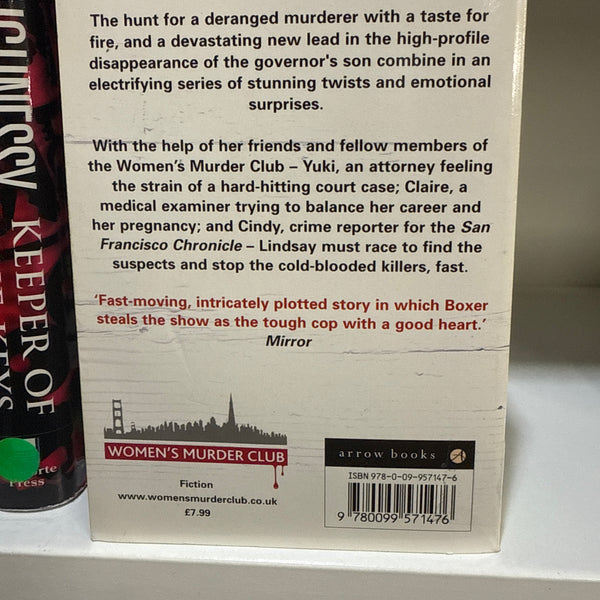 The hunt for a deranged murderer with a taste for
fire, and a devastating new lead in the high-profile
disappearance of the governor's son combine in an
electrifying series of stunning twists and emotional
surprises.
With the help of her friends and fellow members of
the Women's Murder Club – Yuki, an attorney feeling
the strain of a hard-hitting court case; Claire, a
medical examiner trying to balance her career and
her pregnancy; and Cindy, crime reporter for the San
Francisco Chronicle – Lindsay must race to find the
suspects and stop the cold-blooded killers, fast.
'Fast-moving, intricately plotted story in which Boxer
steals the show as the tough cop with a good heart.'
Mirror
WOMEN'S MURDER CLUB
Fiction
www.womensmurderclub.co.uk
£7.99
arrow books
ISBN 978-0-09-957147-6
9 780099 571476
KEEPER OF
Press